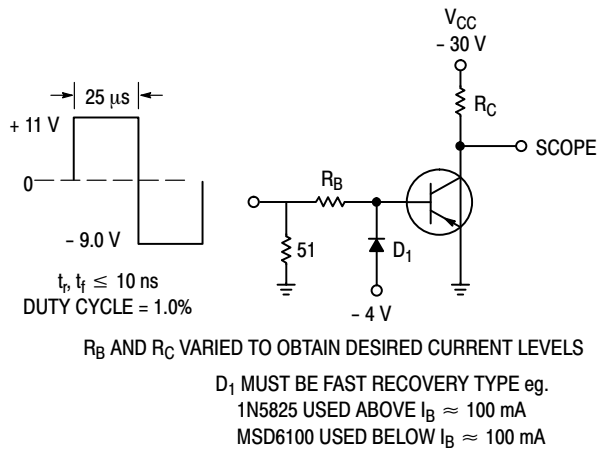 V_CC
– 30 V
25 µs
R_C
+ 11 V
SCOPE
0
R_B
– 9.0 V
51
D_1
t_r, t_f ≤ 10 ns
DUTY CYCLE = 1.0%
– 4 V
R_B AND R_C VARIED TO OBTAIN DESIRED CURRENT LEVELS
D_1 MUST BE FAST RECOVERY TYPE eg.
1N5825 USED ABOVE I_B ≈ 100 mA
MSD6100 USED BELOW I_B ≈ 100 mA